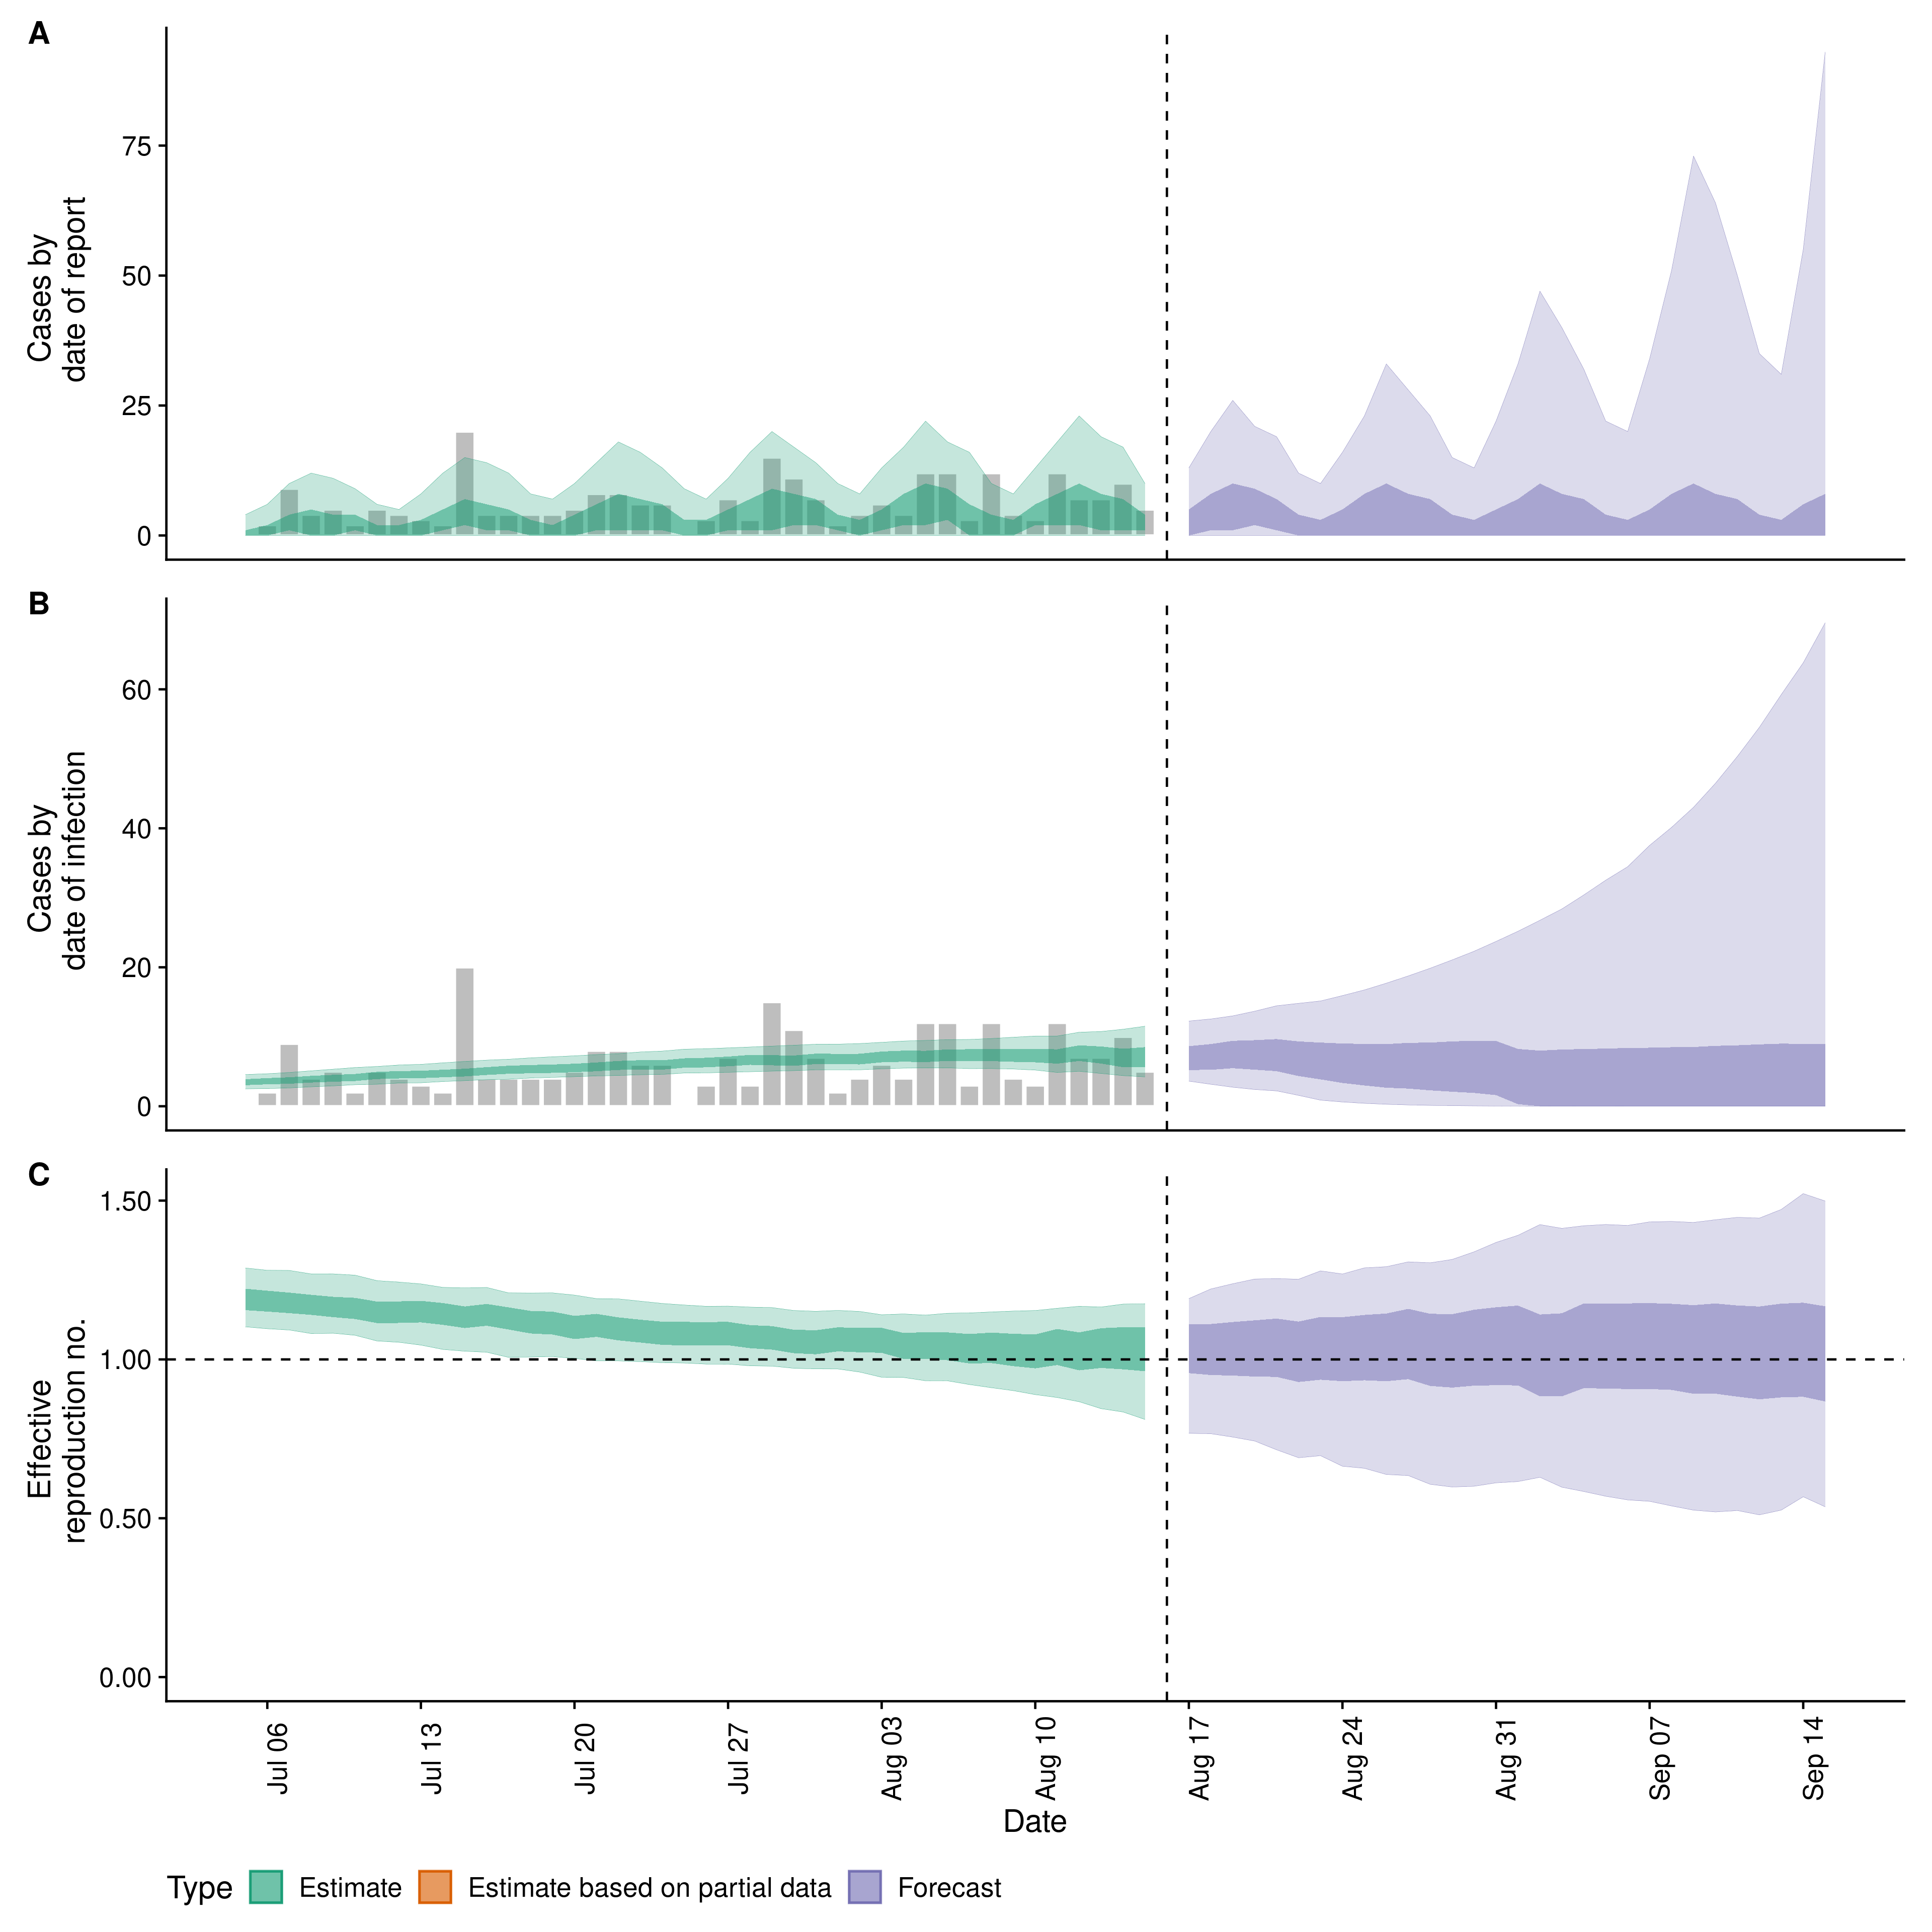 A
Cases by
date of report
75
50
25
0
B
Cases by
date of infection
60
40
20
0
C
Effective
reproduction no.
1.50
1.00
0.50
0.00
Jul 06
Jul 13
Jul 20
Jul 27
Aug 03
Aug 10
Aug 17
Aug 24
Aug 31
Sep 07
Sep 14
Date
Type
Estimate
Estimate based on partial data
Forecast